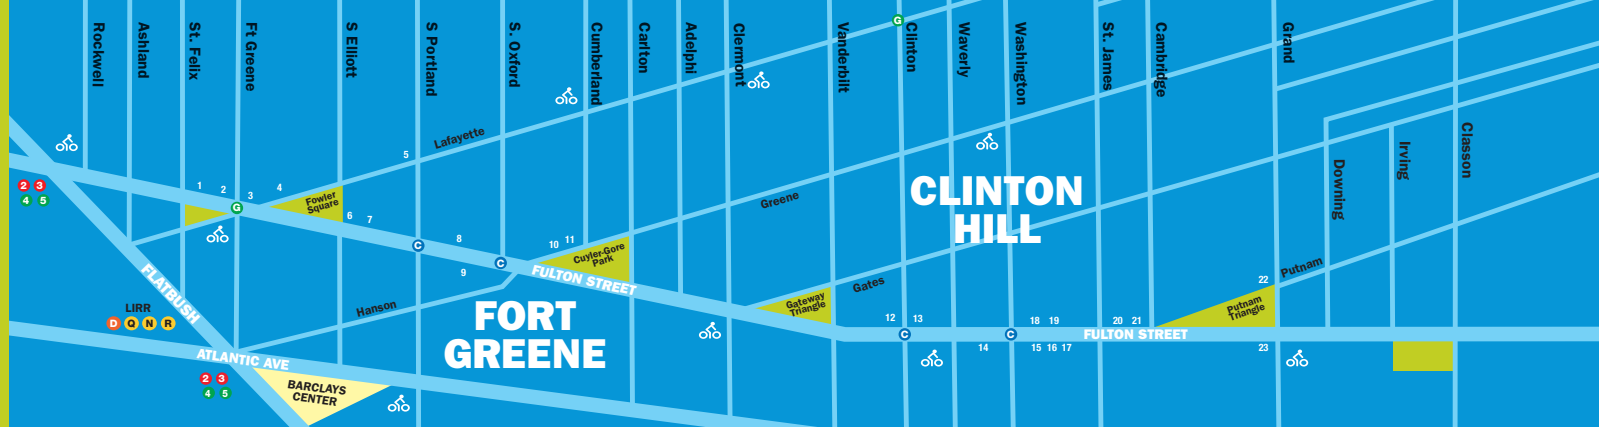 Rockwell
Ashland
St. Felix
Ft Greene
S Elliott
S Portland
S. Oxford
Cumberland
Carlton
Adelphi
Clermont
Vanderbilt
G
Clinton
Waverly
Washington
St. James
Cambridge
Grand
Downing
Irving
Classon
Lafayette
5
2 3
4 5
1
2
3
4
G
Fowler
Square
6
7
C
8
9
C
10
11
Cuyler-Gore
Park
FULTON STREET
Greene
CLINTON
HILL
Gates
Gateway
Triangle
Putnam
22
Putnam
Triangle
FLATBUSH
Hanson
LIRR
D Q N R
FORT
GREENE
12
13
C
14
C
18 19
15 16 17
20 21
FULTON STREET
23
ATLANTIC AVE
2 3
4 5
BARCLAYS
CENTER